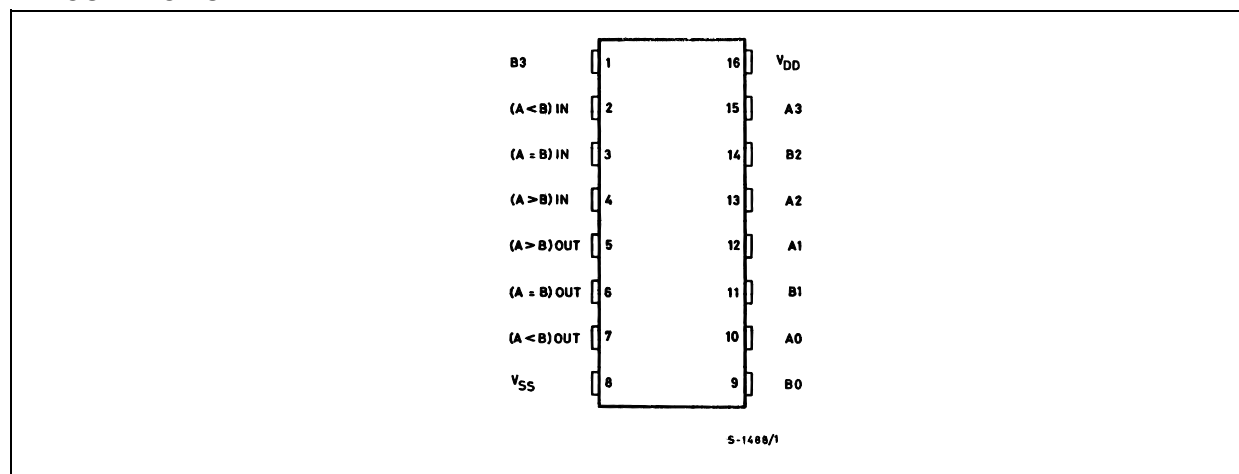 B3 1 16 VDD
(A < B) IN 2 15 A3
(A = B) IN 3 14 B2
(A > B) IN 4 13 A2
(A > B) OUT 5 12 A1
(A = B) OUT 6 11 B1
(A < B) OUT 7 10 A0
VSS 8 9 B0
S-1488/1